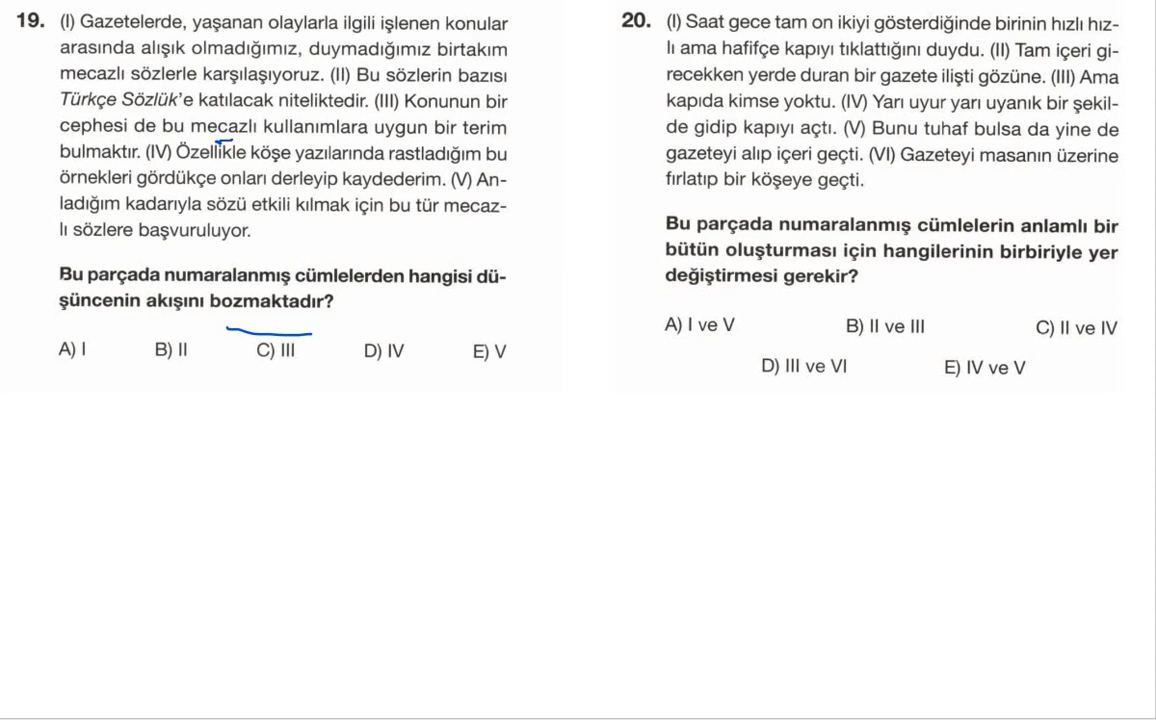 19. (I) Gazetelerde, yaşanan olaylarla ilgili işlenen konular
arasında alışık olmadığımız, duymadığımız birtakım
mecazlı sözlerle karşılaşıyoruz. (II) Bu sözlerin bazısı
Türkçe Sözlük'e katılacak niteliktedir. (III) Konunun bir
cephesi de bu mecazlı kullanımlara uygun bir terim
bulmaktır. (IV) Özellikle köşe yazılarında rastladığım bu
örnekleri gördükçe onları derleyip kaydederim. (V) An-
ladığım kadarıyla sözü etkili kılmak için bu tür mecaz-
lı sözlere başvuruluyor.
Bu parçada numaralanmış cümlelerden hangisi dü-
şüncenin akışını bozmaktadır?
A) I B) II C) III D) IV E) V
20. (I) Saat gece tam on ikiyi gösterdiğinde birinin hızlı hız-
lı ama hafifçe kapıyı tıklattığını duydu. (II) Tam içeri gi-
recekken yerde duran bir gazete ilişti gözüne. (III) Ama
kapıda kimse yoktu. (IV) Yarı uyur yarı uyanık bir şekil-
de gidip kapıyı açtı. (V) Bunu tuhaf bulsa da yine de
gazeteyi alıp içeri geçti. (VI) Gazeteyi masanın üzerine
fırlatıp bir köşeye geçti.
Bu parçada numaralanmış cümlelerin anlamlı bir
bütün oluşturması için hangilerinin birbiriyle yer
değiştirmesi gerekir?
A) I ve V B) II ve III C) II ve IV
D) III ve VI E) IV ve V